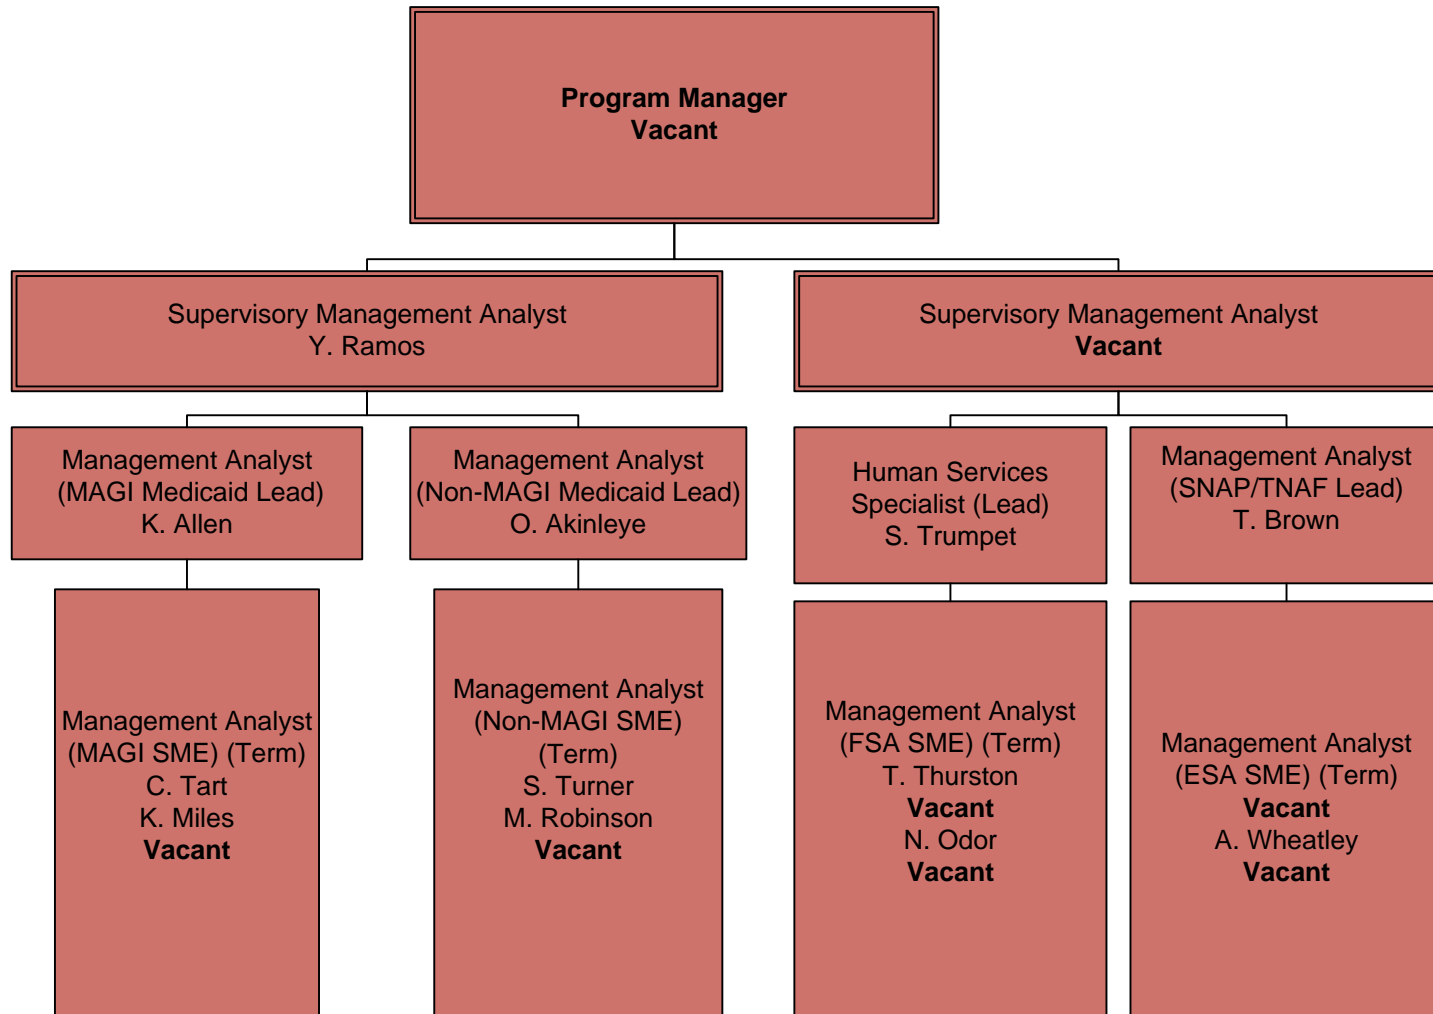 Program Manager
Vacant
Supervisory Management Analyst
Y. Ramos
Supervisory Management Analyst
Vacant
Management Analyst
(MAGI Medicaid Lead)
K. Allen
Management Analyst
(Non-MAGI Medicaid Lead)
O. Akinleye
Human Services
Specialist (Lead)
S. Trumpet
Management Analyst
(SNAP/TNAF Lead)
T. Brown
Management Analyst
(MAGI SME) (Term)
C. Tart
K. Miles
Vacant
Management Analyst
(Non-MAGI SME)
(Term)
S. Turner
M. Robinson
Vacant
Management Analyst
(FSA SME) (Term)
T. Thurston
Vacant
N. Odor
Vacant
Management Analyst
(ESA SME) (Term)
Vacant
A. Wheatley
Vacant